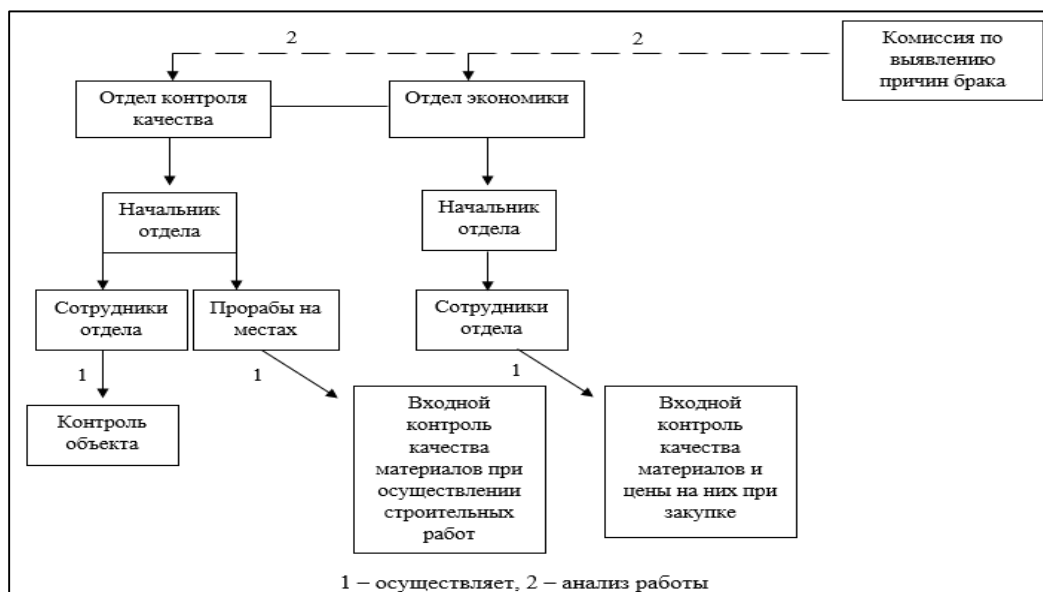 2
2
Комиссия по
выявлению
причин брака
Отдел контроля
качества
Отдел экономики
Начальник
отдела
Начальник
отдела
Сотрудники
отдела
Прорабы на
местах
Сотрудники
отдела
1
1
1
Контроль
объекта
Входной
контроль
качества
материалов при
осуществлении
строительных
работ
Входной
контроль
качества
материалов и
цены на них при
закупке
1 – осуществляет, 2 – анализ работы